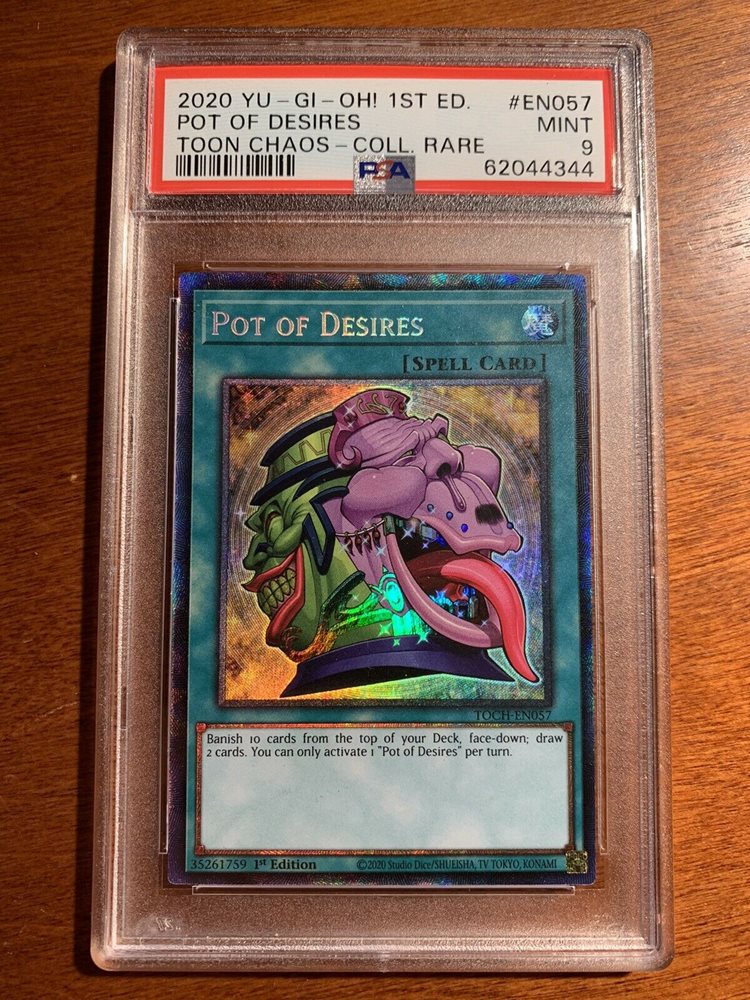 2020 YU-GI-OH! 1ST ED. #EN057
POT OF DESIRES MINT
TOON CHAOS-COLL. RARE 9
PSA 62044344
POT OF DESIRES 魔
[SPELL CARD]
TOCH-EN057
Banish 10 cards from the top of your Deck, face-down; draw
2 cards. You can only activate 1 "Pot of Desires" per turn.
35261759 1st Edition ©2020 Studio Dice/SHUEISHA, TV TOKYO, KONAMI